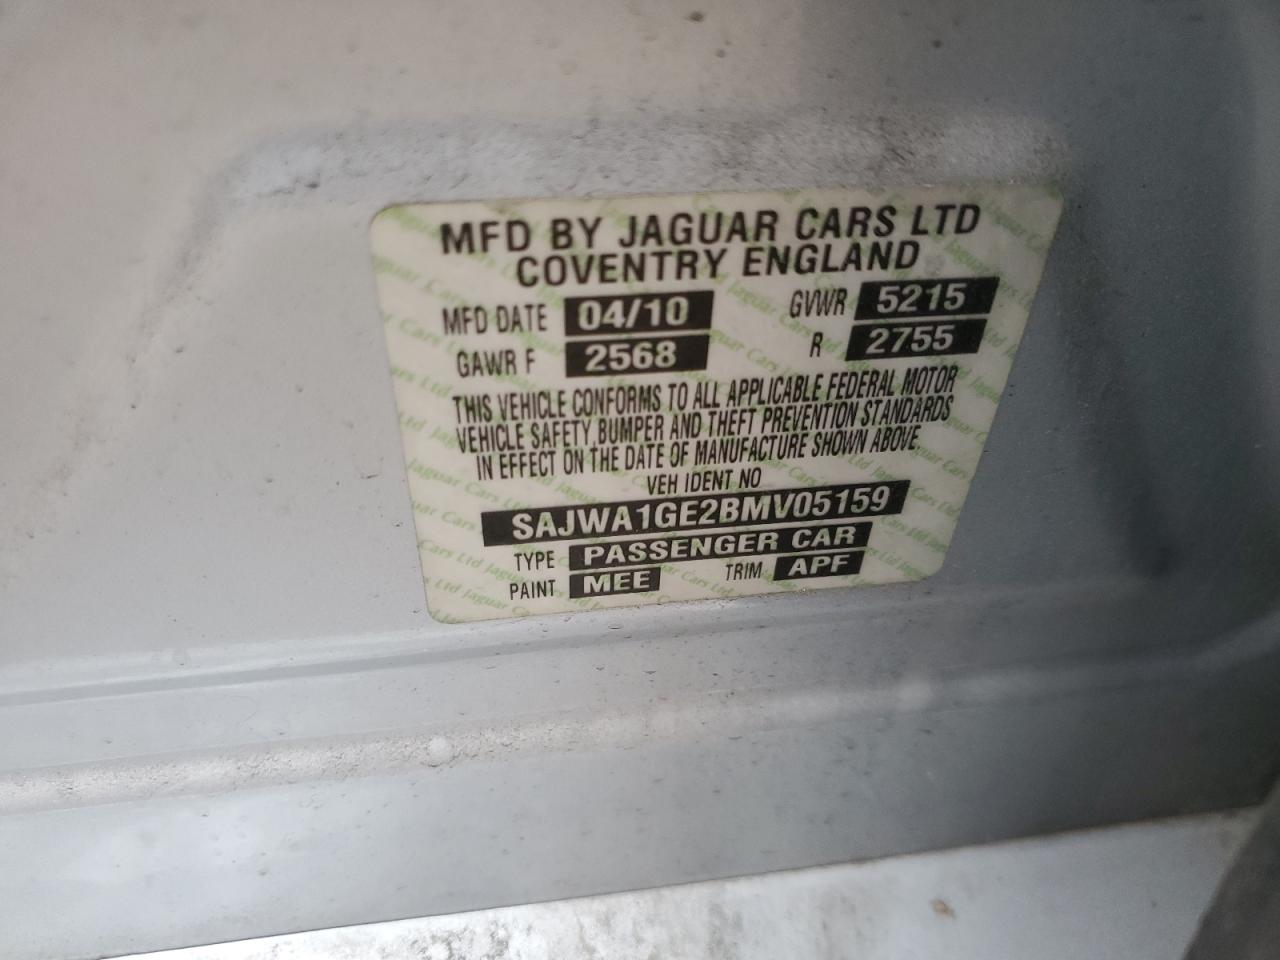 MFD BY JAGUAR CARS LTD
COVENTRY ENGLAND
MFD DATE 04/10 GVWR 5215
GAWR F 2568 R 2755
THIS VEHICLE CONFORMS TO ALL APPLICABLE FEDERAL MOTOR
VEHICLE SAFETY, BUMPER AND THEFT PREVENTION STANDARDS
IN EFFECT ON THE DATE OF MANUFACTURE SHOWN ABOVE.
VEH IDENT NO
SAJWA1GE2BMV05159
TYPE PASSENGER CAR
PAINT MEE TRIM APF